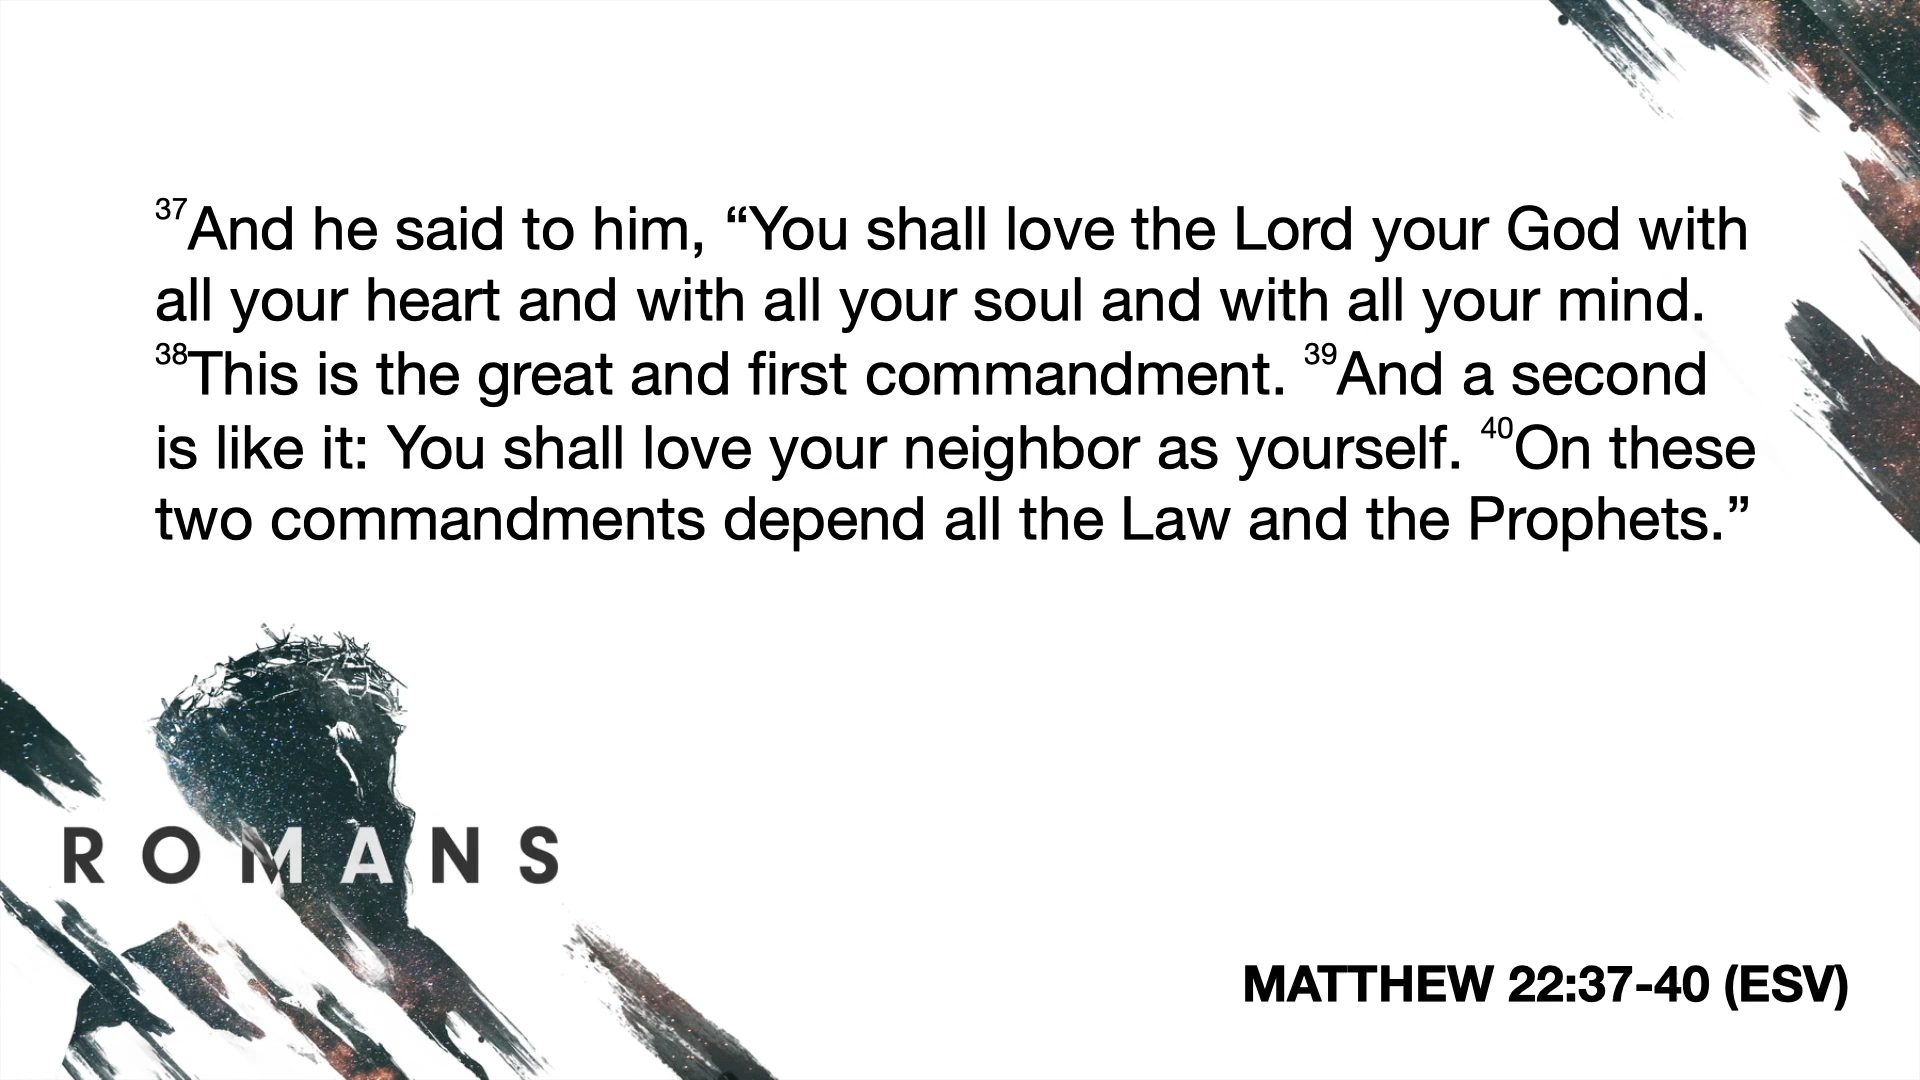 ³⁷And he said to him, “You shall love the Lord your God with
all your heart and with all your soul and with all your mind.
³⁸This is the great and first commandment. ³⁹And a second
is like it: You shall love your neighbor as yourself. ⁴⁰On these
two commandments depend all the Law and the Prophets.”
ROMANS
MATTHEW 22:37-40 (ESV)